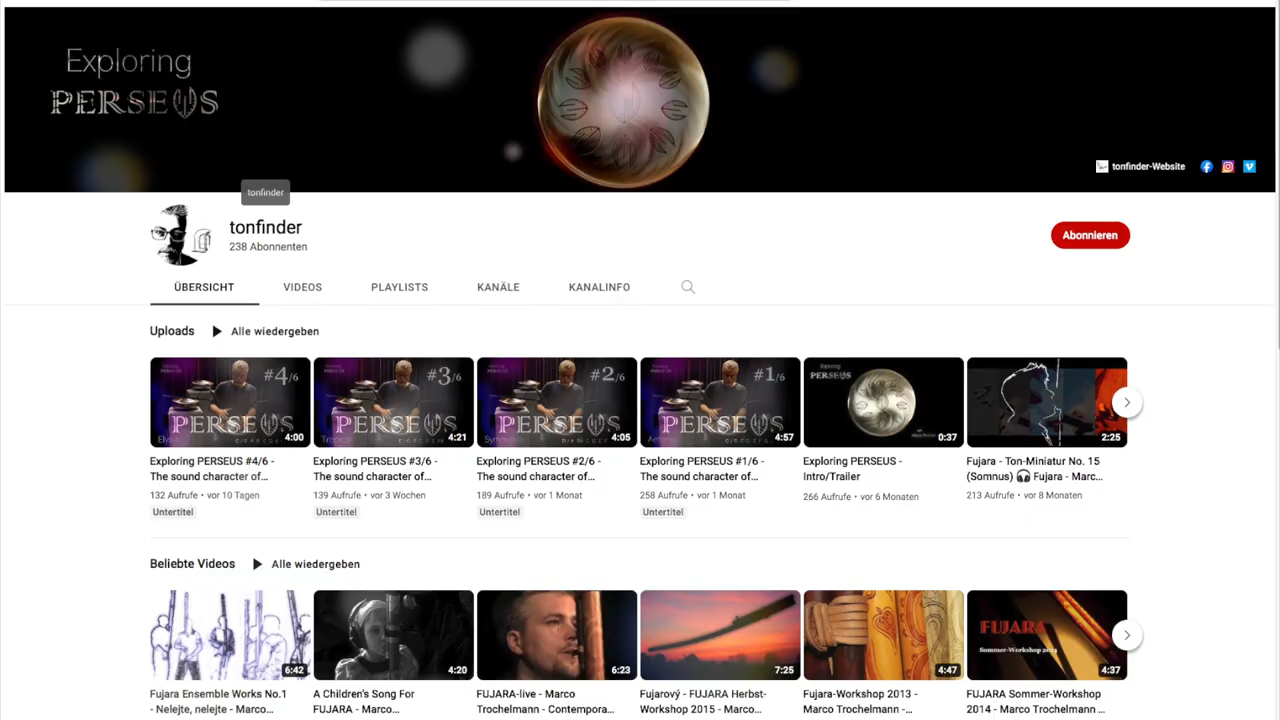 Exploring
PERSEUS
tonfinder-Website
tonfinder
tonfinder
238 Abonnenten
Abonnieren
ÜBERSICHT
VIDEOS
PLAYLISTS
KANÄLE
KANALINFO
Uploads
Alle wiedergeben
#4/6
PERSEUS
4:00
#3/6
PERSEUS
4:21
#2/6
PERSEUS
4:05
#1/6
PERSEUS
4:57
Exploring
PERSEUS
0:37
2:25
Exploring PERSEUS #4/6 -
The sound character of...
132 Aufrufe • vor 10 Tagen
Untertitel
Exploring PERSEUS #3/6 -
The sound character of...
139 Aufrufe • vor 3 Wochen
Untertitel
Exploring PERSEUS #2/6 -
The sound character of...
189 Aufrufe • vor 1 Monat
Untertitel
Exploring PERSEUS #1/6 -
The sound character of...
258 Aufrufe • vor 1 Monat
Untertitel
Exploring PERSEUS -
Intro/Trailer
266 Aufrufe • vor 6 Monaten
Fujara - Ton-Miniatur No. 15
(Somnus) 🎧 Fujara - Marc...
213 Aufrufe • vor 8 Monaten
Beliebte Videos
Alle wiedergeben
6:42
4:20
6:23
7:25
4:47
FUJARA
Sommer-Workshop 2014
4:37
Fujara Ensemble Works No.1
- Nelejte, nelejte - Marco...
A Children's Song For
FUJARA - Marco...
FUJARA-live - Marco
Trochelmann - Contempora...
Fujarový - FUJARA Herbst-
Workshop 2015 - Marco...
Fujara-Workshop 2013 -
Marco Trochelmann -...
FUJARA Sommer-Workshop
2014 - Marco Trochelmann ...